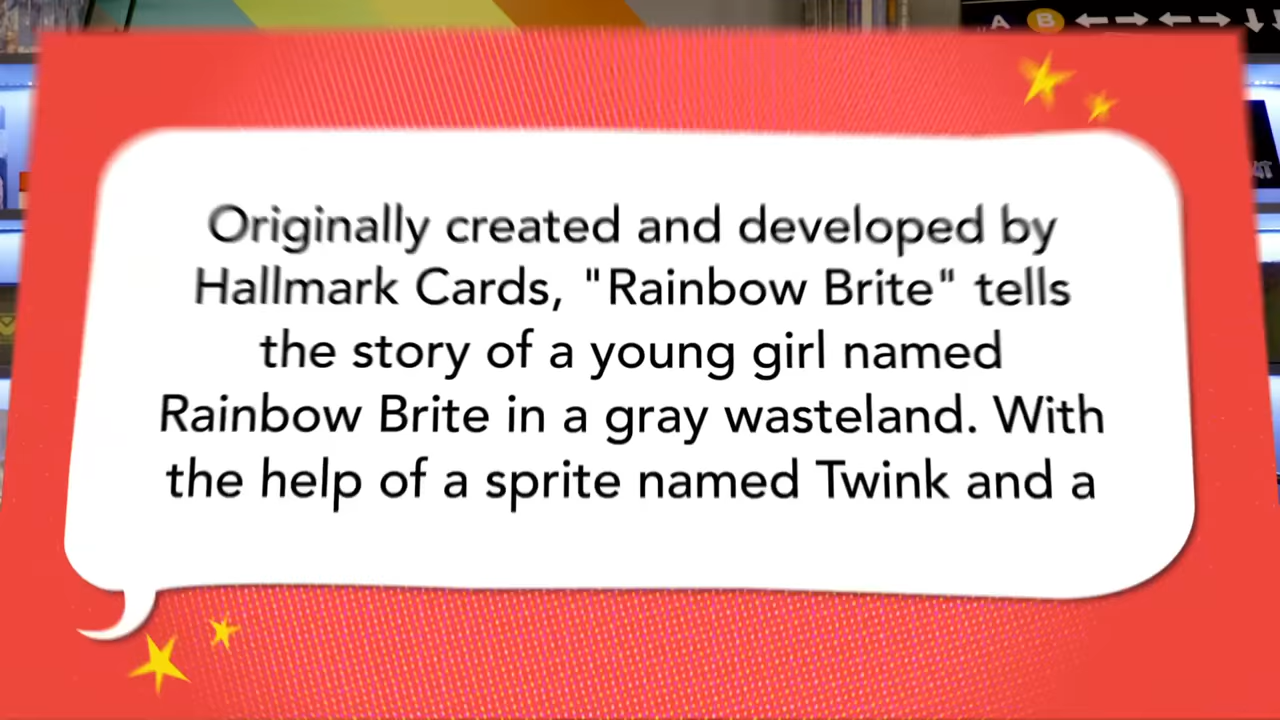 A B ← → ← → ↓
Originally created and developed by
Hallmark Cards, "Rainbow Brite" tells
the story of a young girl named
Rainbow Brite in a gray wasteland. With
the help of a sprite named Twink and a